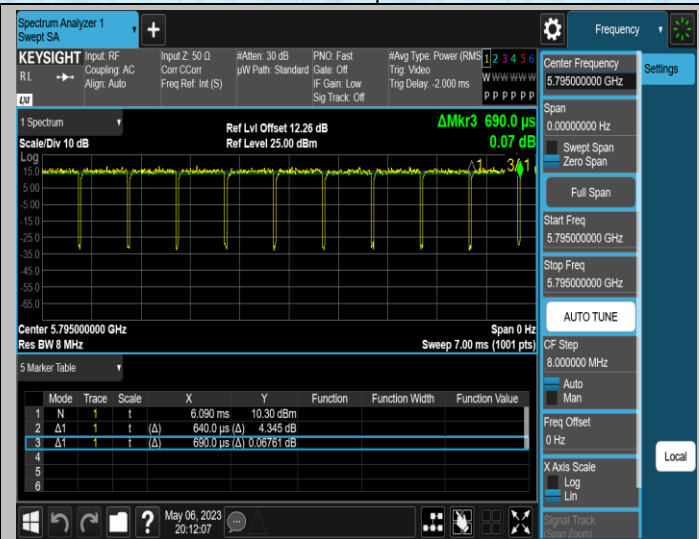 Spectrum Analyzer 1
Swept SA
+
Frequency
KEYSIGHT
RL
LXI
Input: RF
Coupling: AC
Align: Auto
Input Z: 50 Ω
Corr CCorr
Freq Ref: Int (S)
#Atten: 30 dB
µW Path: Standard
PNO: Fast
Gate: Off
IF Gain: Low
Sig Track: Off
#Avg Type: Power (RMS
Trig: Video
Trig Delay: -2.000 ms
1 2 3 4 5 6
W W W W W W
P P P P P P
1 Spectrum
Scale/Div 10 dB
Ref Lvl Offset 12.26 dB
Ref Level 25.00 dBm
ΔMkr3 690.0 µs
0.07 dB
Log
15.0
5.00
-5.00
-15.0
-25.0
-35.0
-45.0
-55.0
-65.0
1
3Δ1
Center 5.795000000 GHz
Res BW 8 MHz
Span 0 Hz
Sweep 7.00 ms (1001 pts)
5 Marker Table
Mode Trace Scale X Y Function Function Width Function Value
1 N 1 t 6.090 ms 10.30 dBm
2 Δ1 1 t (Δ) 640.0 µs (Δ) 4.345 dB
3 Δ1 1 t (Δ) 690.0 µs (Δ) 0.06761 dB
4
5
6
?
May 06, 2023
20:12:07
Center Frequency
5.795000000 GHz
Span
0.00000000 Hz
Swept Span
Zero Span
Full Span
Start Freq
5.795000000 GHz
Stop Freq
5.795000000 GHz
AUTO TUNE
CF Step
8.000000 MHz
Auto
Man
Freq Offset
0 Hz
X Axis Scale
Log
Lin
Signal Track
(Span Zoom)
Settings
Local